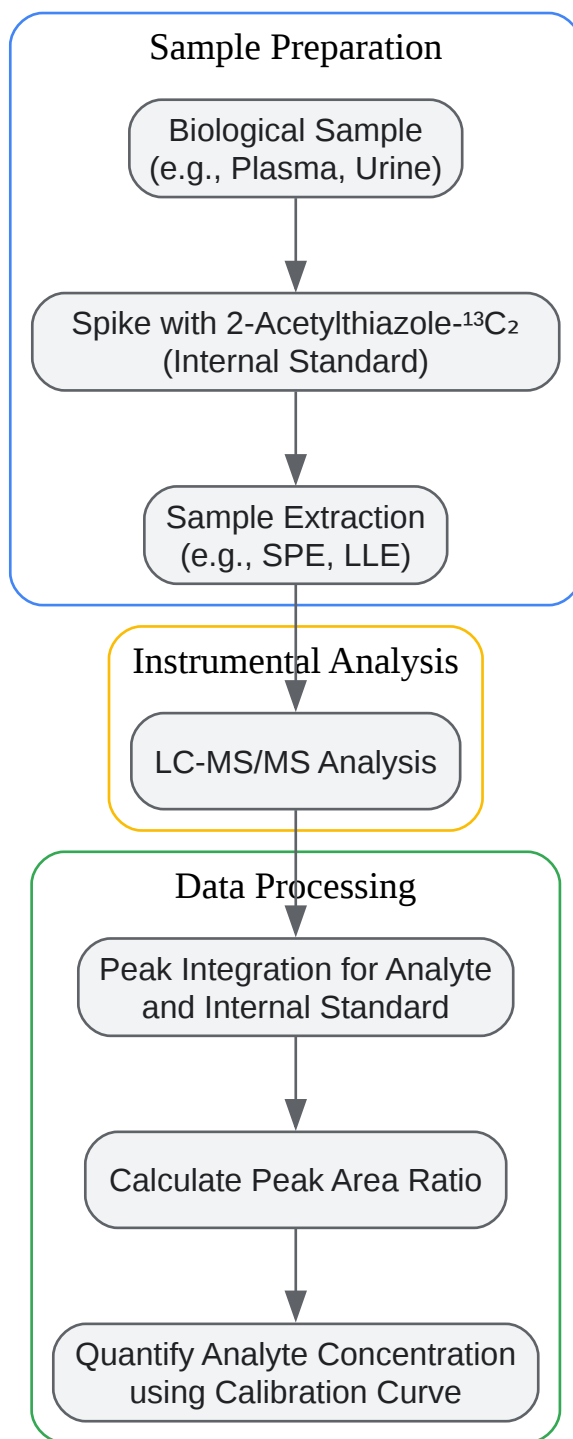 Sample Preparation
Biological Sample
(e.g., Plasma, Urine)
Spike with 2-Acetylthiazole-¹³C₂
(Internal Standard)
Sample Extraction
(e.g., SPE, LLE)
Instrumental Analysis
LC-MS/MS Analysis
Data Processing
Peak Integration for Analyte
and Internal Standard
Calculate Peak Area Ratio
Quantify Analyte Concentration
using Calibration Curve